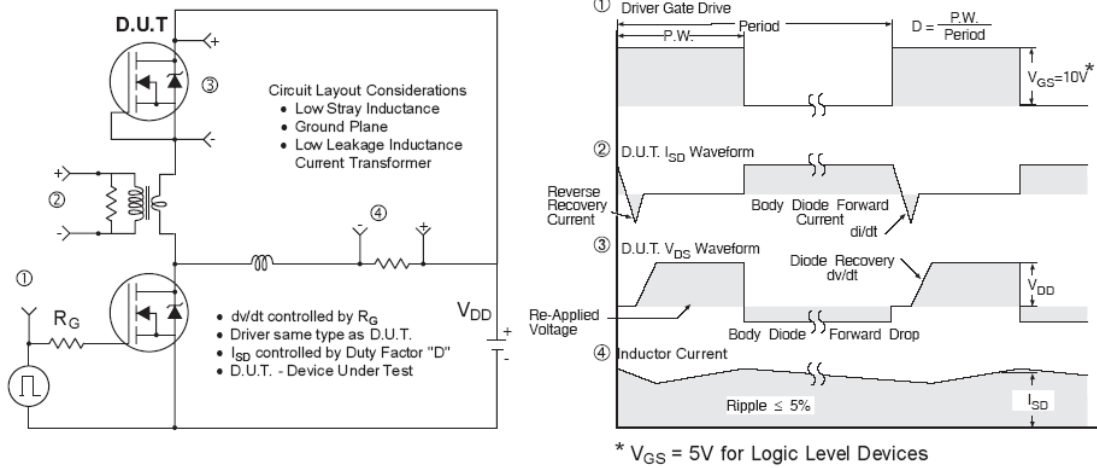 D.U.T
+
③
-
Circuit Layout Considerations
• Low Stray Inductance
• Ground Plane
• Low Leakage Inductance
Current Transformer
+
②
-
④
- +
①
R_G
V_DD
+
-
• dv/dt controlled by R_G
• Driver same type as D.U.T.
• I_SD controlled by Duty Factor "D"
• D.U.T. - Device Under Test
① Driver Gate Drive
P.W.
Period
D = P.W. / Period
V_GS=10V*
② D.U.T. I_SD Waveform
Reverse
Recovery
Current
Body Diode Forward
Current
di/dt
③ D.U.T. V_DS Waveform
Diode Recovery
dv/dt
V_DD
Re-Applied
Voltage
Body Diode Forward Drop
④ Inductor Current
Ripple ≤ 5%
I_SD
* V_GS = 5V for Logic Level Devices